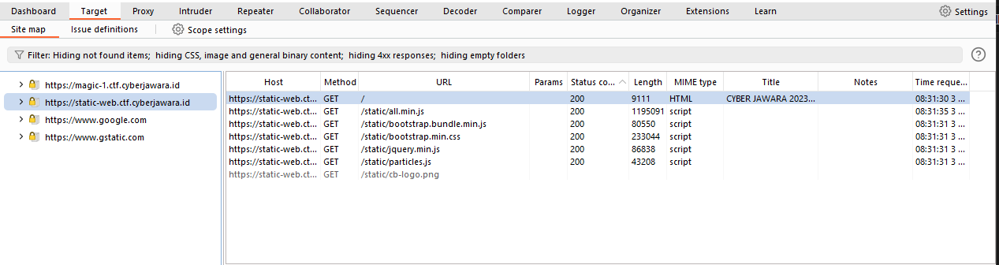 Dashboard Target Proxy Intruder Repeater Collaborator Sequencer Decoder Comparer Logger Organizer Extensions Learn Settings
Site map Issue definitions Scope settings
Filter: Hiding not found items; hiding CSS, image and general binary content; hiding 4xx responses; hiding empty folders
https://magic-1.ctf.cyberjawara.id
https://static-web.ctf.cyberjawara.id
https://www.google.com
https://www.gstatic.com
Host Method URL Params Status co... Length MIME type Title Notes Time reque...
https://static-web.ct... GET / 200 9111 HTML CYBER JAWARA 2023... 08:31:30 3 ...
https://static-web.ct... GET /static/all.min.js 200 1195091 script 08:31:35 3 ...
https://static-web.ct... GET /static/bootstrap.bundle.min.js 200 80550 script 08:31:31 3 ...
https://static-web.ct... GET /static/bootstrap.min.css 200 233044 script 08:31:31 3 ...
https://static-web.ct... GET /static/jquery.min.js 200 86838 script 08:31:31 3 ...
https://static-web.ct... GET /static/particles.js 200 43208 script 08:31:31 3 ...
https://static-web.ct... GET /static/cb-logo.png